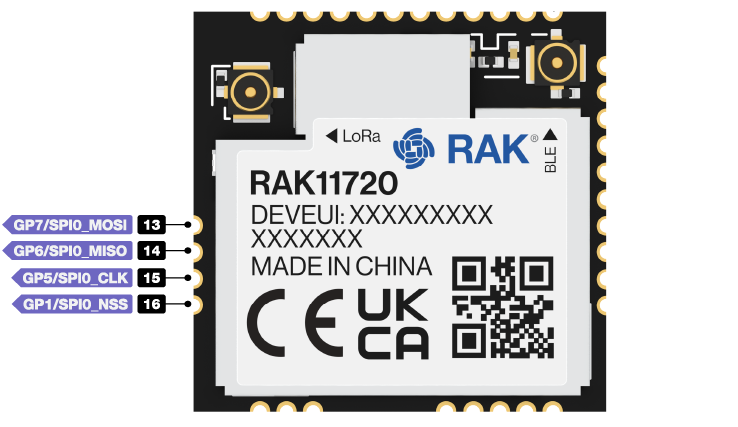 LoRa
RAK®
BLE
RAK11720
DEVEUI: XXXXXXXXX
XXXXXXX
MADE IN CHINA
CE UK
CA
GP7/SPI0_MOSI 13
GP6/SPI0_MISO 14
GP5/SPI0_CLK 15
GP1/SPI0_NSS 16